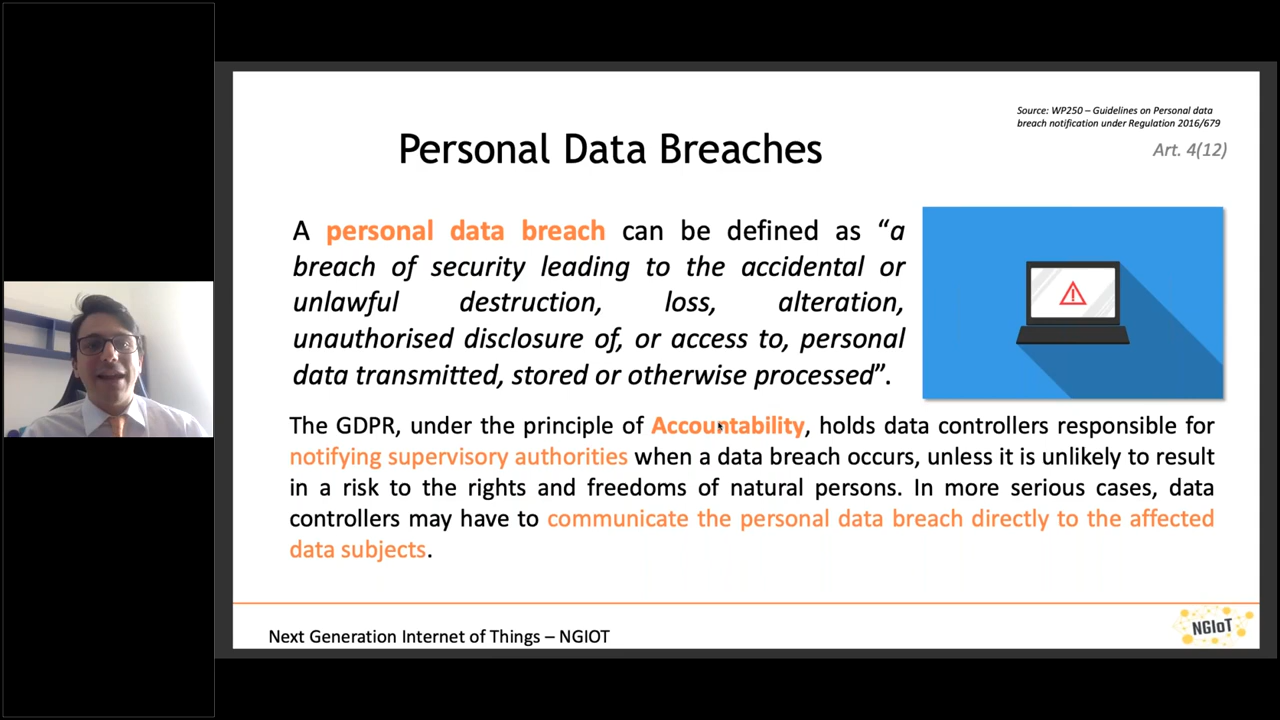 Source: WP250 – Guidelines on Personal data
breach notification under Regulation 2016/679
Personal Data Breaches
Art. 4(12)
A personal data breach can be defined as “a
breach of security leading to the accidental or
unlawful destruction, loss, alteration,
unauthorised disclosure of, or access to, personal
data transmitted, stored or otherwise processed”.
The GDPR, under the principle of Accountability, holds data controllers responsible for
notifying supervisory authorities when a data breach occurs, unless it is unlikely to result
in a risk to the rights and freedoms of natural persons. In more serious cases, data
controllers may have to communicate the personal data breach directly to the affected
data subjects.
Next Generation Internet of Things – NGIOT
NGIoT